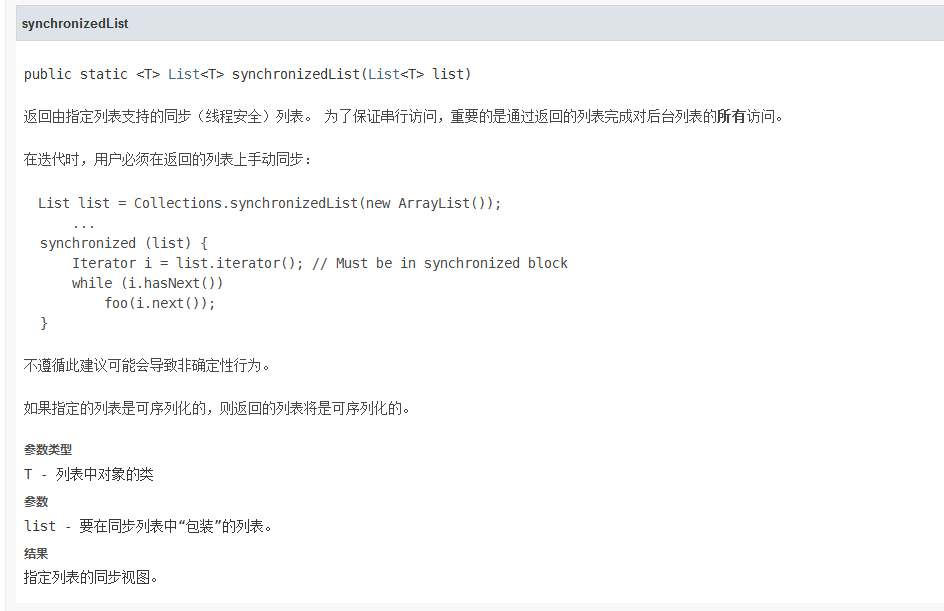 synchronizedList
public static <T> List<T> synchronizedList(List<T> list)
返回由指定列表支持的同步（线程安全）列表。 为了保证串行访问，重要的是通过返回的列表完成对后台列表的所有访问。
在迭代时，用户必须在返回的列表上手动同步：
List list = Collections.synchronizedList(new ArrayList());
...
synchronized (list) {
Iterator i = list.iterator(); // Must be in synchronized block
while (i.hasNext())
foo(i.next());
}
不遵循此建议可能会导致非确定性行为。
如果指定的列表是可序列化的，则返回的列表将是可序列化的。
参数类型
T - 列表中对象的类
参数
list - 要在同步列表中“包装”的列表。
结果
指定列表的同步视图。